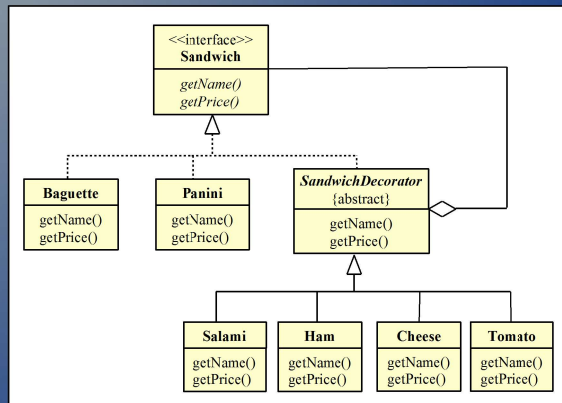 <<interface>>
Sandwich
getName()
getPrice()
Baguette
getName()
getPrice()
Panini
getName()
getPrice()
SandwichDecorator
{abstract}
getName()
getPrice()
Salami
getName()
getPrice()
Ham
getName()
getPrice()
Cheese
getName()
getPrice()
Tomato
getName()
getPrice()